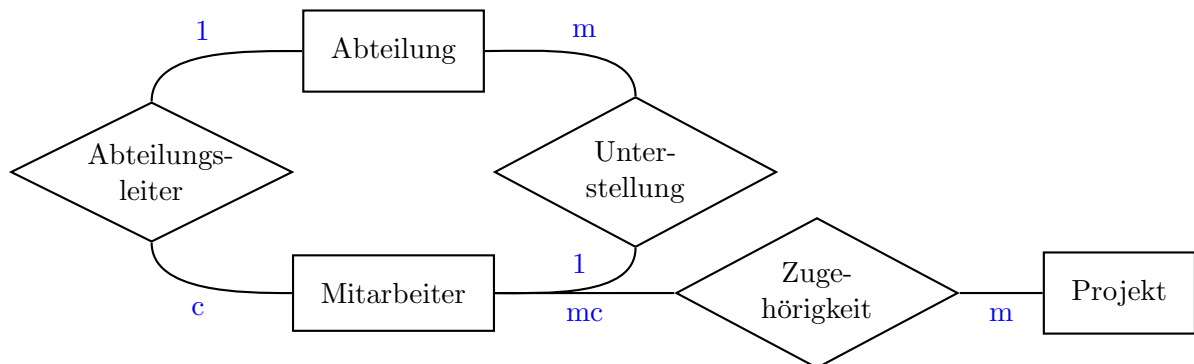 1
Abteilung
m
Abteilungs-
leiter
Unter-
stellung
c
Mitarbeiter
1
mc
Zuge-
hörigkeit
m
Projekt